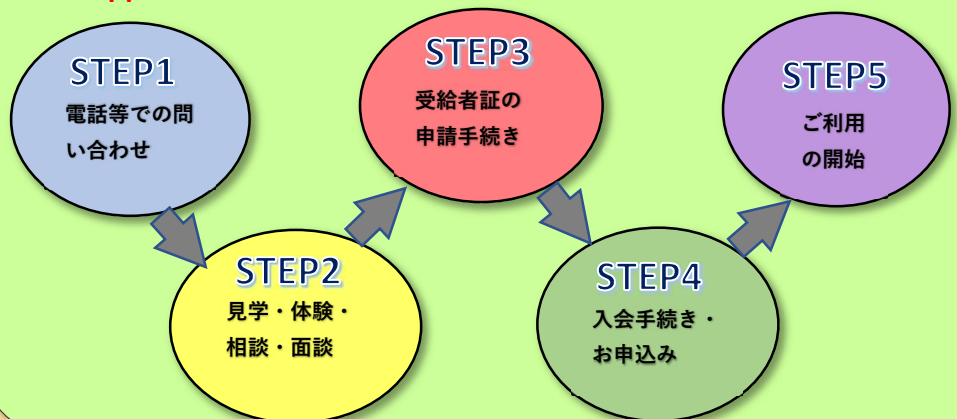 STEP1
電話等での問
い合わせ
STEP2
見学・体験・
相談・面談
STEP3
受給者証の
申請手続き
STEP4
入会手続き・
お申込み
STEP5
ご利用
の開始